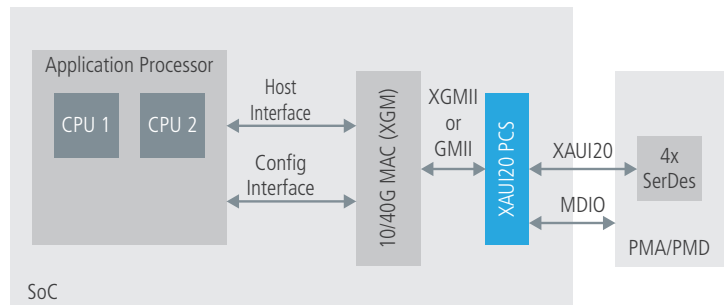 Application Processor
CPU 1
CPU 2
Host
Interface
Config
Interface
10/40G MAC (XGM)
XGMII
or
GMII
XAUI20 PCS
XAUI20
MDIO
4x
SerDes
PMA/PMD
SoC